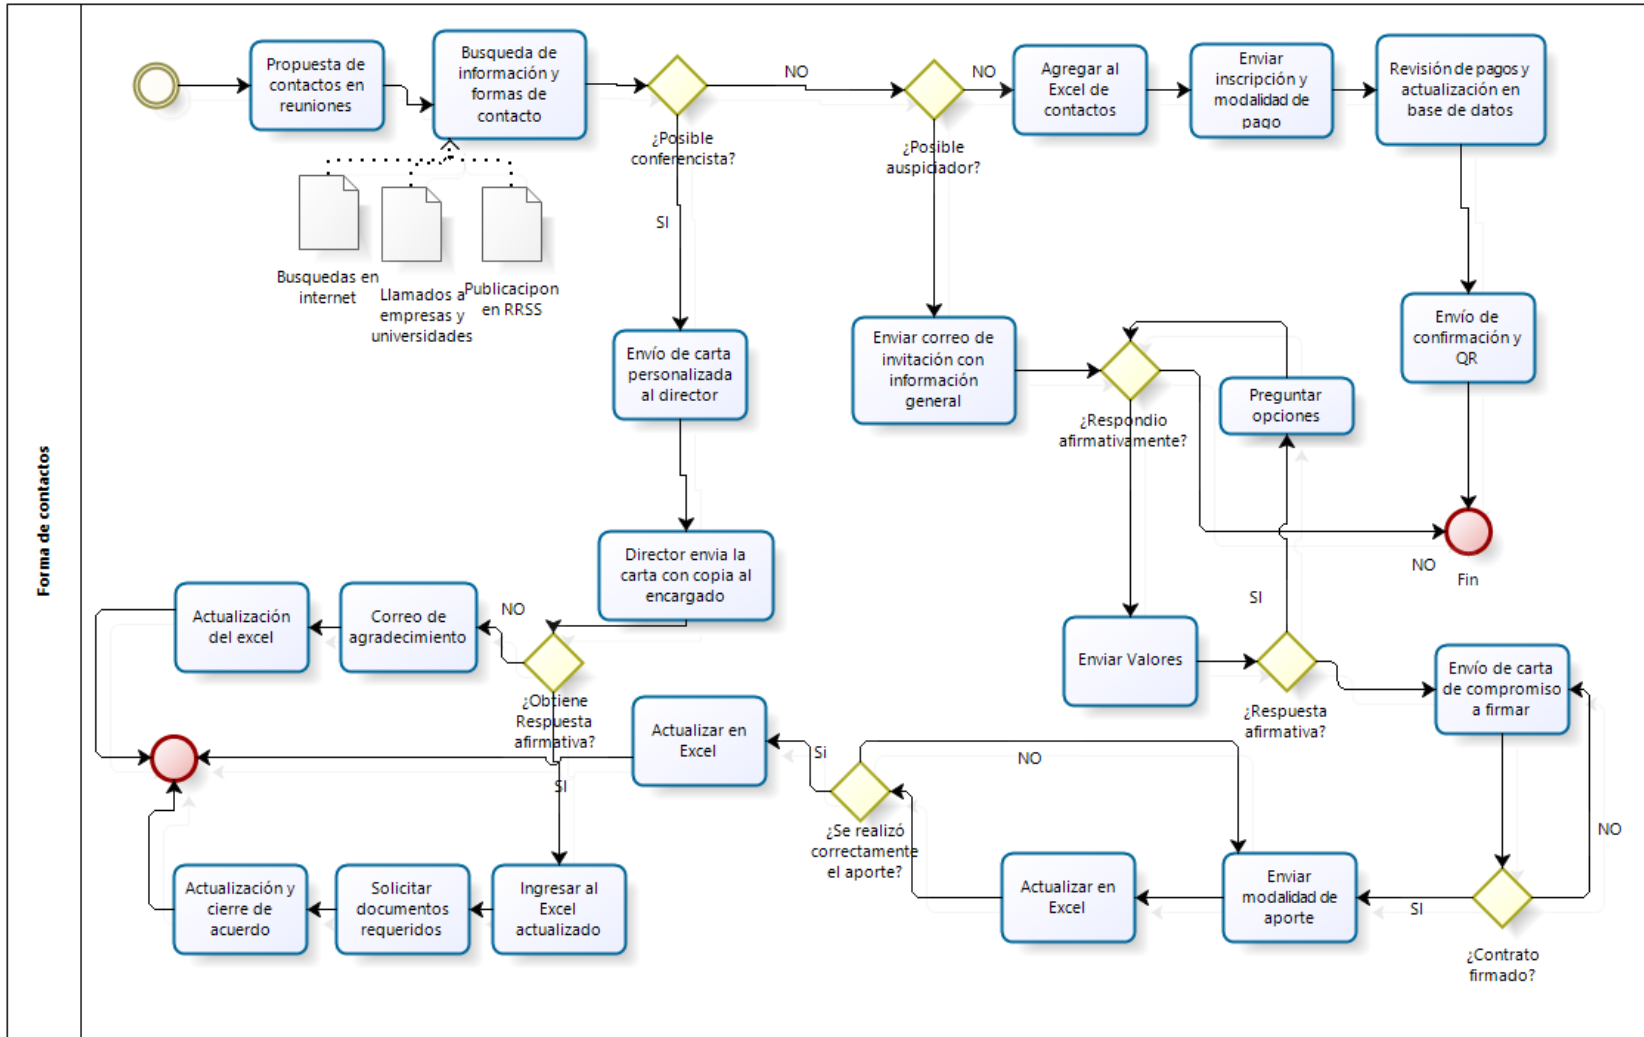 Forma de contactos
Propuesta de
contactos en
reuniones
Busqueda de
información y
formas de
contacto
Busquedas en
internet
Llamados a
empresas y
universidades
Publicacipon
en RRSS
¿Posible
conferencista?
NO
SI
¿Posible
auspiciador?
NO
Agregar al
Excel de
contactos
Enviar
inscripción y
modalidad de
pago
Revisión de pagos y
actualización en
base de datos
Envío de
confirmación y
QR
Fin
NO
Envío de carta
personalizada
al director
Director envia la
carta con copia al
encargado
Enviar correo de
invitación con
información
general
¿Respondio
afirmativamente?
Preguntar
opciones
SI
Enviar Valores
¿Respuesta
afirmativa?
Envío de carta
de compromiso
a firmar
NO
¿Contrato
firmado?
SI
Enviar
modalidad de
aporte
Actualizar en
Excel
NO
¿Se realizó
correctamente
el aporte?
Si
Actualizar en
Excel
¿Obtiene
Respuesta
afirmativa?
NO
Correo de
agradecimiento
Actualización
del excel
SI
Ingresar al
Excel
actualizado
Solicitar
documentos
requeridos
Actualización y
cierre de
acuerdo